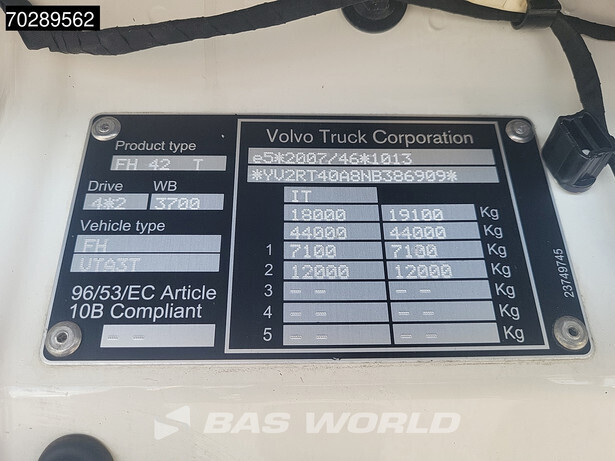 70289562
Product type
FH 42 T
Drive WB
4*2 3700
Vehicle type
FH
VTA3T
96/53/EC Article
10B Compliant
-- --
Volvo Truck Corporation
e5*2007/46*1013
*YV2RT40A8NB386909*
IT
18000 19100 Kg
44000 44000 Kg
1 7100 7100 Kg
2 12000 12000 Kg
3 -- -- -- -- Kg
4 -- -- -- -- Kg
5 -- -- -- -- Kg
23749745
BAS WORLD